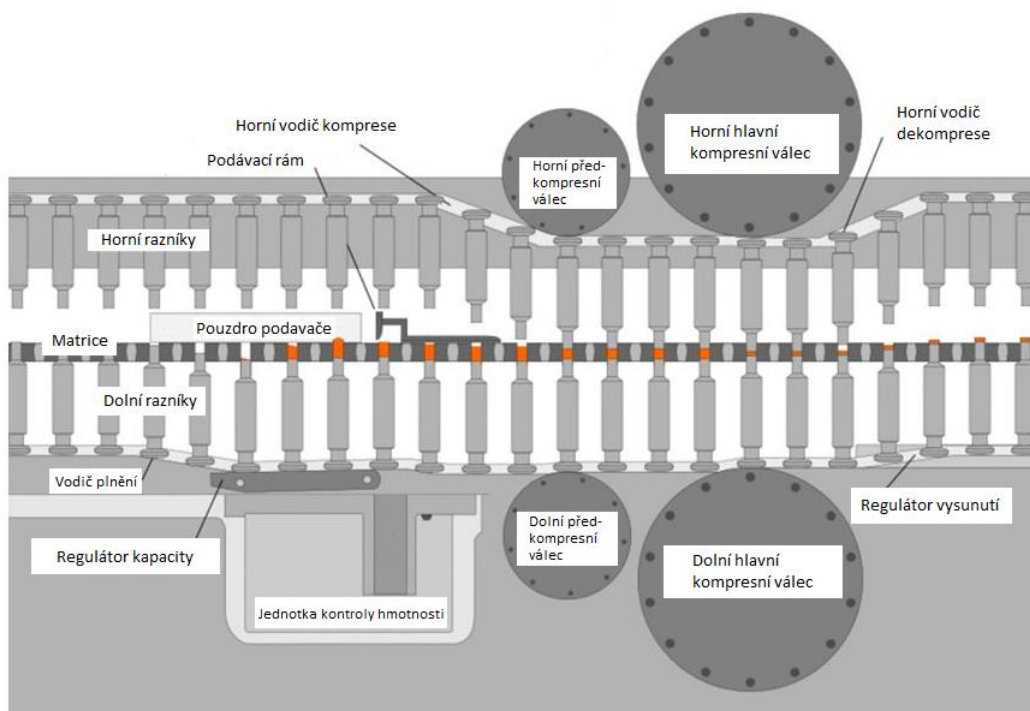 Horní vodič komprese
Podávací rám
Horní před-
kompresní
válec
Horní hlavní
kompresní válec
Horní vodič
dekomprese
Horní razníky
Pouzdro podavače
Matrice
Dolní razníky
Vodič plnění
Regulátor kapacity
Jednotka kontroly hmotnosti
Dolní před-
kompresní
válec
Dolní hlavní
kompresní válec
Regulátor vysunutí